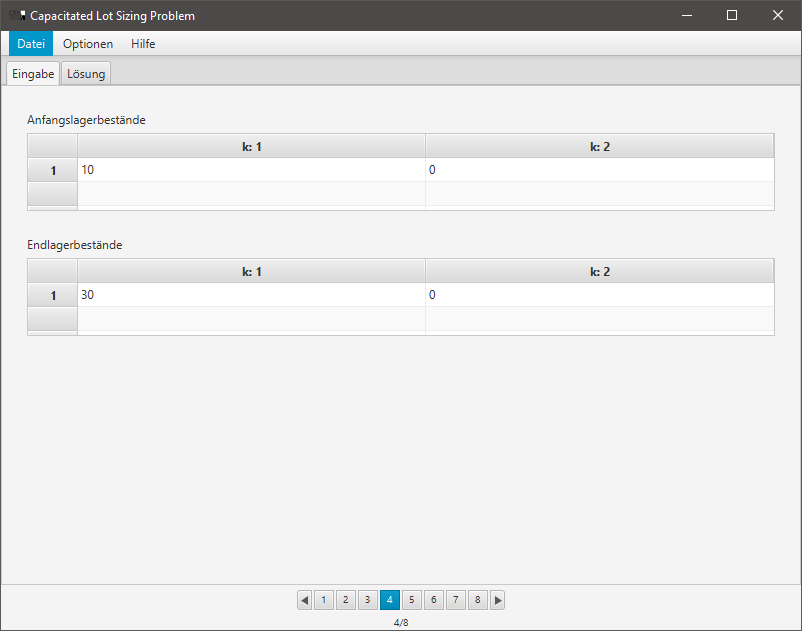 Capacitated Lot Sizing Problem
Datei Optionen Hilfe
Eingabe Lösung
Anfangslagerbestände
k: 1 k: 2
1 10 0
Endlagerbestände
k: 1 k: 2
1 30 0
1 2 3 4 5 6 7 8
4/8